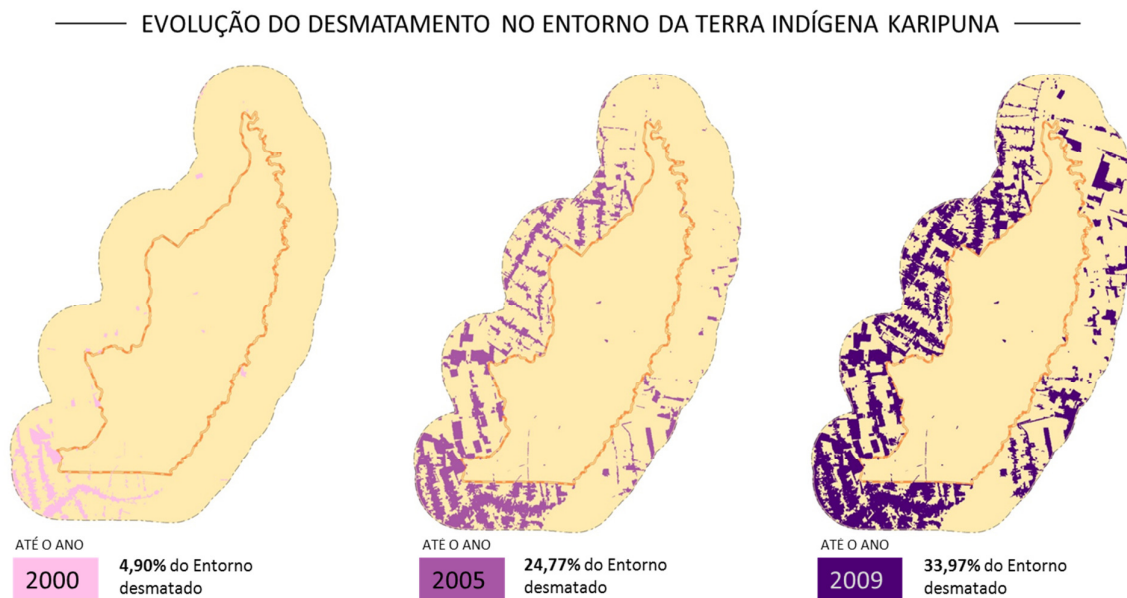 EVOLUÇÃO DO DESMATAMENTO NO ENTORNO DA TERRA INDÍGENA KARIPUNA
ATÉ O ANO
2000
4,90% do Entorno
desmatado
ATÉ O ANO
2005
24,77% do Entorno
desmatado
ATÉ O ANO
2009
33,97% do Entorno
desmatado